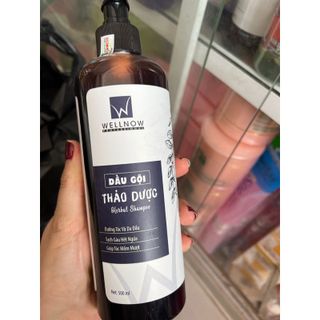 W
WELLNOW
PROFESSIONAL
DẦU GỘI
THẢO DƯỢC
Herbal Shampoo
Dưỡng Tóc Và Da Đầu
Sạch Gàu Hết Ngứa
Giúp Tóc Mềm Mượt
Net. 500 ml